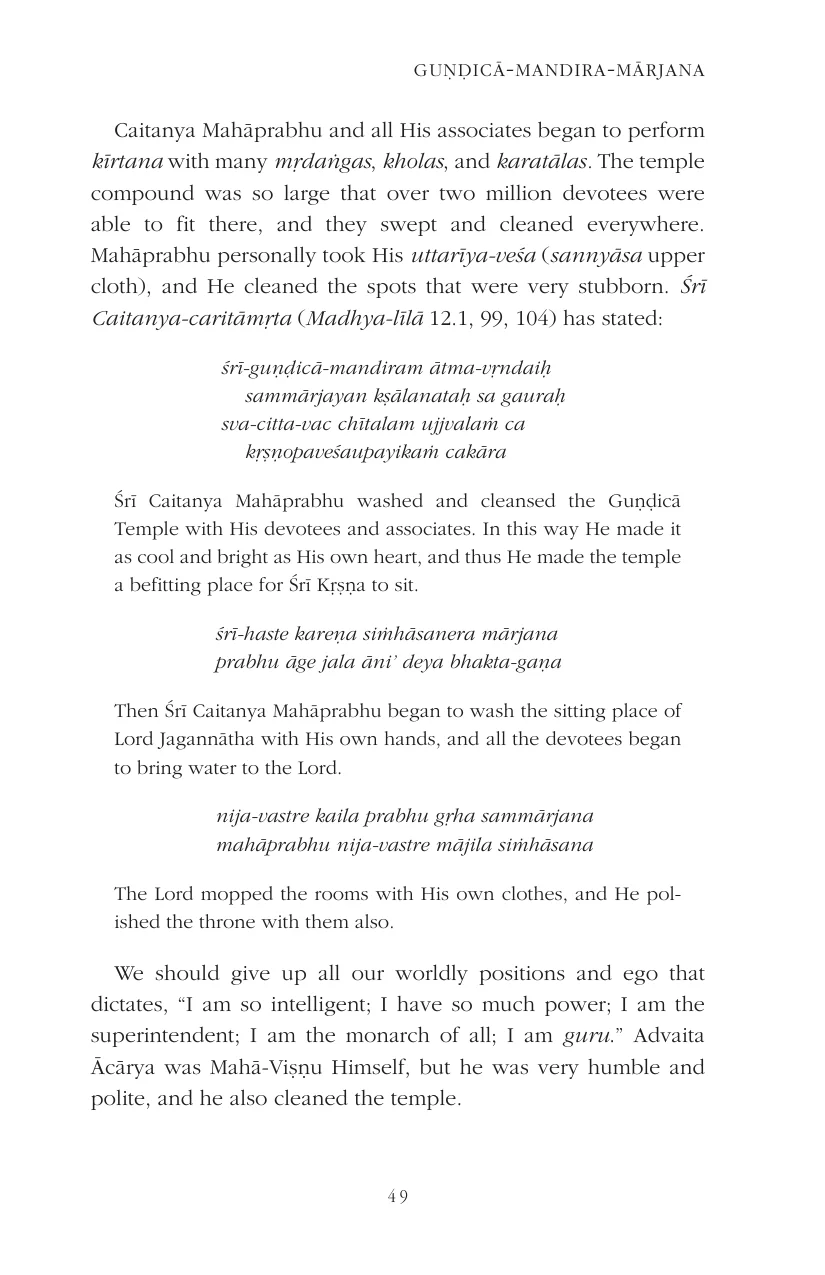 GUṆḌICĀ-MANDIRA-MĀRJANA
Caitanya Mahāprabhu and all His associates began to perform
kīrtana with many mṛdaṅgas, kholas, and karatālas. The temple
compound was so large that over two million devotees were
able to fit there, and they swept and cleaned everywhere.
Mahāprabhu personally took His uttarīya-veśa (sannyāsa upper
cloth), and He cleaned the spots that were very stubborn. Śrī
Caitanya-caritāmṛta (Madhya-līlā 12.1, 99, 104) has stated:
śrī-guṇḍicā-mandiram ātma-vṛndaiḥ
sammārjayan kṣālanataḥ sa gauraḥ
sva-citta-vac chītalam ujjvalaṁ ca
kṛṣṇopaveśaupayikaṁ cakāra
Śrī Caitanya Mahāprabhu washed and cleansed the Guṇḍicā
Temple with His devotees and associates. In this way He made it
as cool and bright as His own heart, and thus He made the temple
a befitting place for Śrī Kṛṣṇa to sit.
śrī-haste kareṇa siṁhāsanera mārjana
prabhu āge jala āni’ deya bhakta-gaṇa
Then Śrī Caitanya Mahāprabhu began to wash the sitting place of
Lord Jagannātha with His own hands, and all the devotees began
to bring water to the Lord.
nija-vastre kaila prabhu gṛha sammārjana
mahāprabhu nija-vastre mājila siṁhāsana
The Lord mopped the rooms with His own clothes, and He pol-
ished the throne with them also.
We should give up all our worldly positions and ego that
dictates, “I am so intelligent; I have so much power; I am the
superintendent; I am the monarch of all; I am guru.” Advaita
Ācārya was Mahā-Viṣṇu Himself, but he was very humble and
polite, and he also cleaned the temple.
49